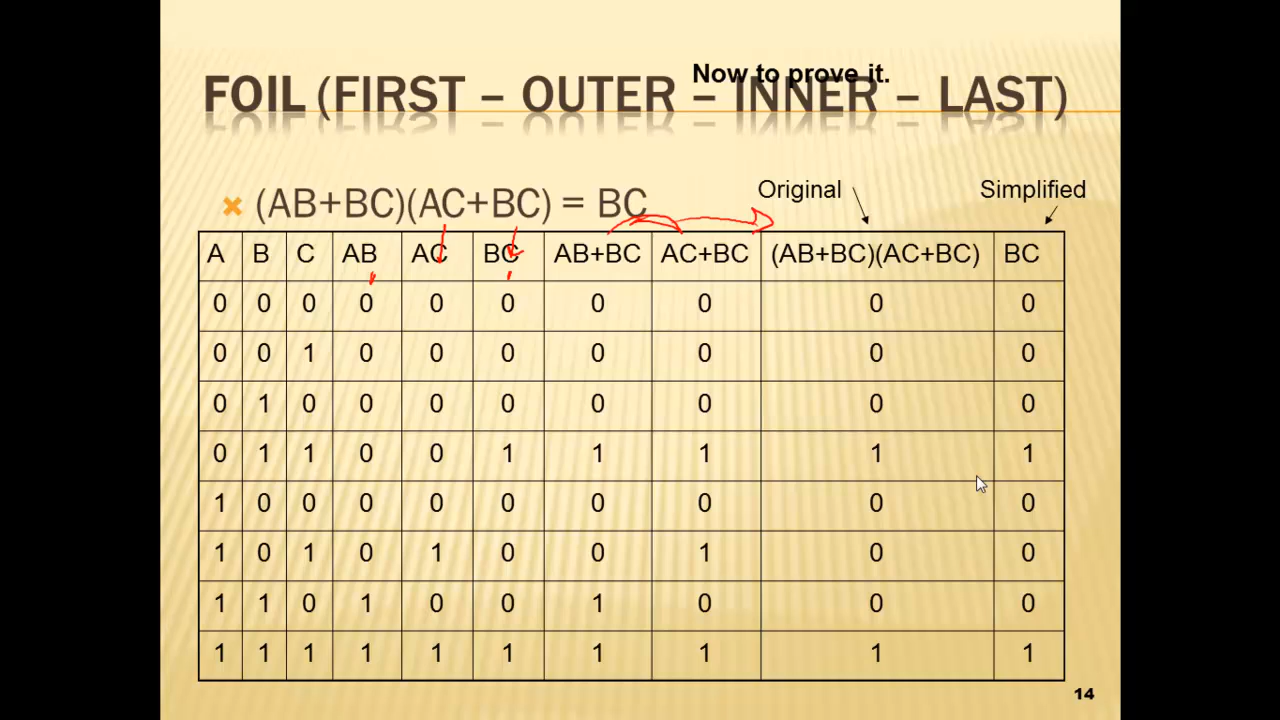 Now to prove it.
FOIL (FIRST – OUTER – INNER – LAST)
Original Simplified
(AB+BC)(AC+BC) = BC
A B C AB AC BC AB+BC AC+BC (AB+BC)(AC+BC) BC
0 0 0 0 0 0 0 0 0 0
0 0 1 0 0 0 0 0 0 0
0 1 0 0 0 0 0 0 0 0
0 1 1 0 0 1 1 1 1 1
1 0 0 0 0 0 0 0 0 0
1 0 1 0 1 0 0 1 0 0
1 1 0 1 0 0 1 0 0 0
1 1 1 1 1 1 1 1 1 1
14